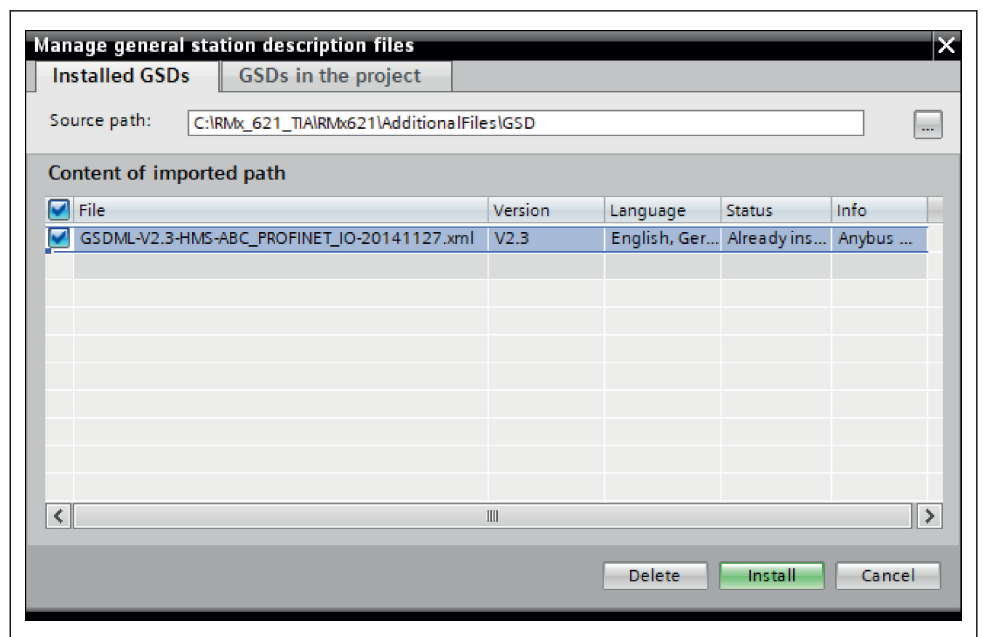 Manage general station description files
Installed GSDs GSDs in the project
Source path: C:\RMx_621_TIA\RMx621\AdditionalFiles\GSD ...
Content of imported path
File Version Language Status Info
GSDML-V2.3-HMS-ABC_PROFINET_IO-20141127.xml V2.3 English, Ger... Already ins... Anybus ...
Delete Install Cancel